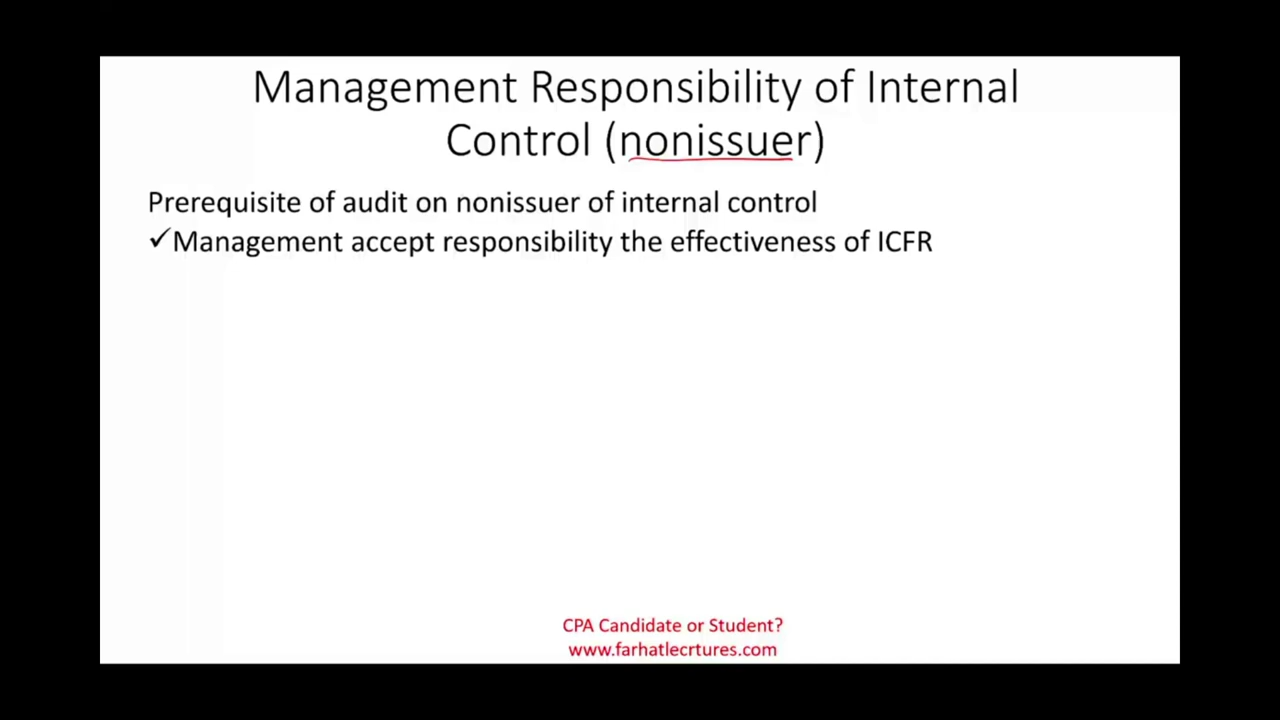 Management Responsibility of Internal
Control (nonissuer)
Prerequisite of audit on nonissuer of internal control
✓Management accept responsibility the effectiveness of ICFR
CPA Candidate or Student?
www.farhatlecrtures.com